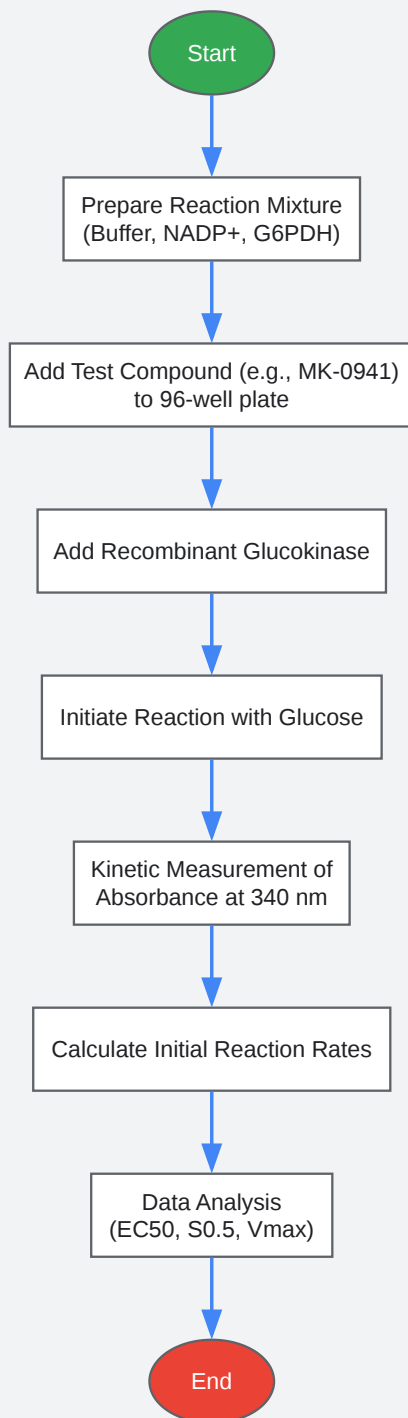 Start
Prepare Reaction Mixture
(Buffer, NADP+, G6PDH)
Add Test Compound (e.g., MK-0941)
to 96-well plate
Add Recombinant Glucokinase
Initiate Reaction with Glucose
Kinetic Measurement of
Absorbance at 340 nm
Calculate Initial Reaction Rates
Data Analysis
(EC50, S0.5, Vmax)
End